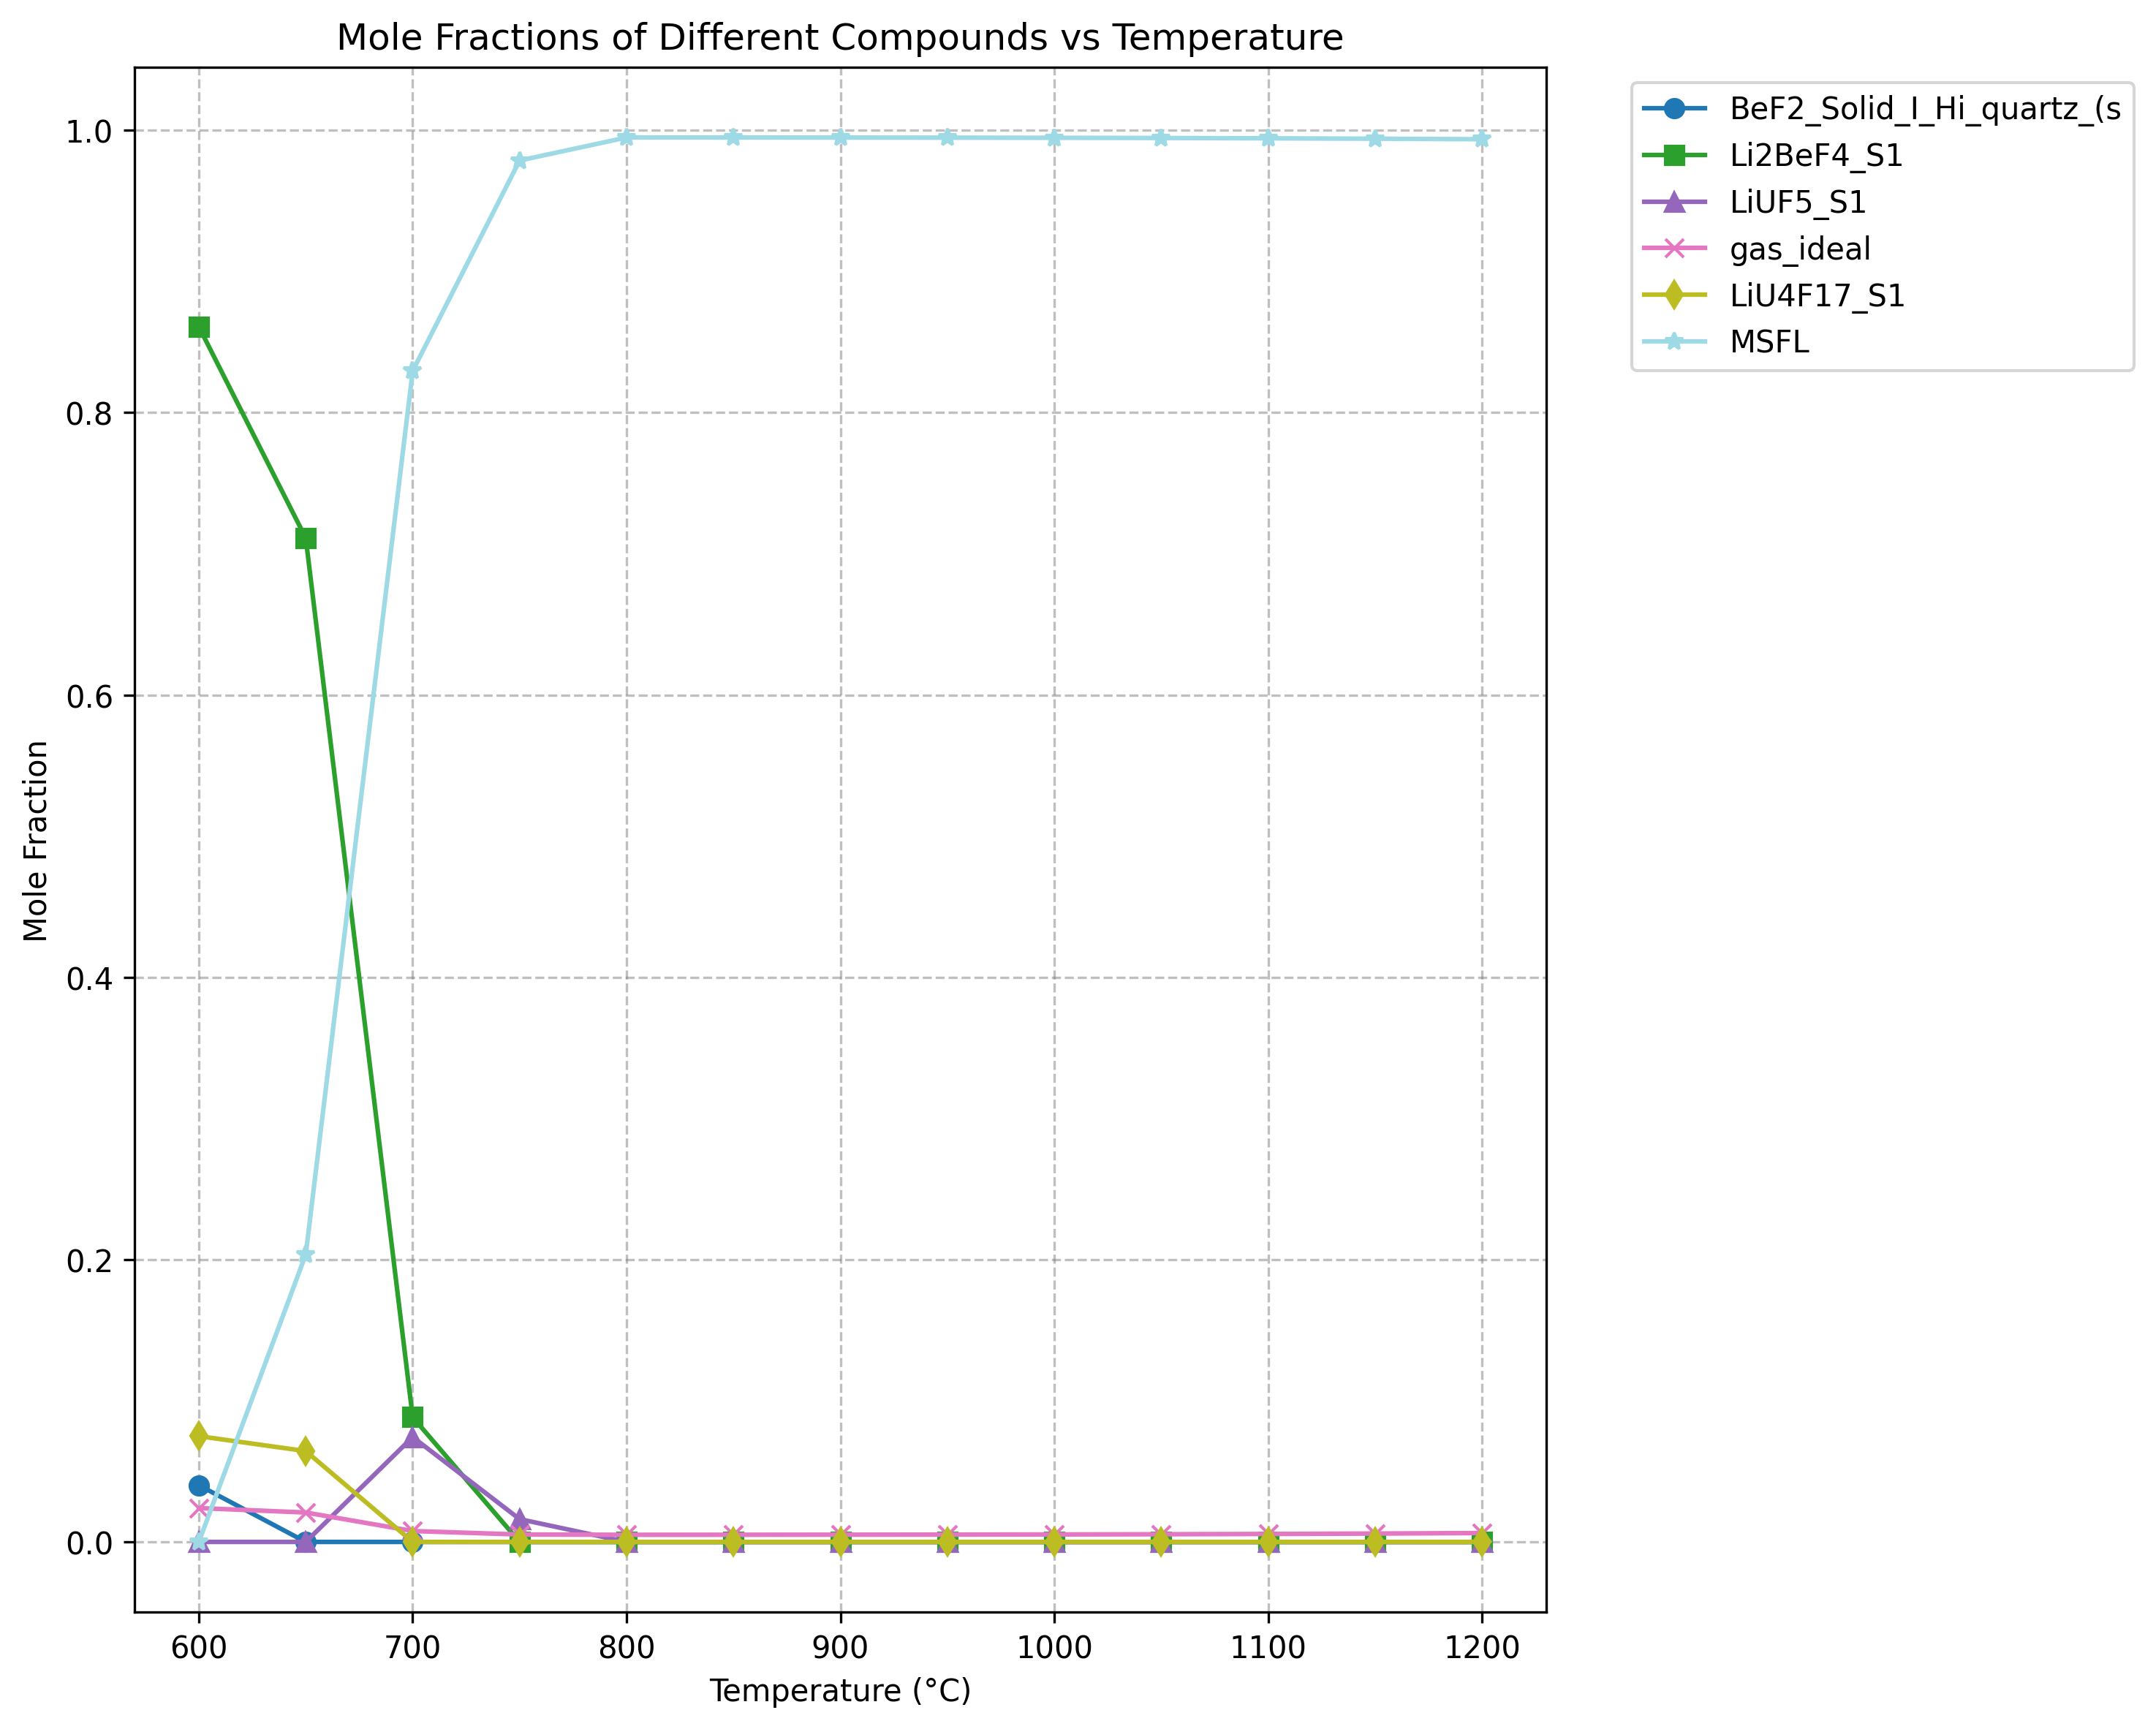 Mole Fractions of Different Compounds vs Temperature
BeF2_Solid_I_Hi_quartz_(s
Li2BeF4_S1
LiUF5_S1
gas_ideal
LiU4F17_S1
MSFL
Mole Fraction
1.0
0.8
0.6
0.4
0.2
0.0
600 700 800 900 1000 1100 1200
Temperature (°C)